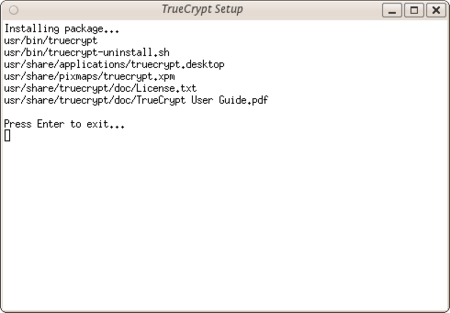 TrueCrypt Setup
Installing package...
usr/bin/truecrypt
usr/bin/truecrypt-uninstall.sh
usr/share/applications/truecrypt.desktop
usr/share/pixmaps/truecrypt.xpm
usr/share/truecrypt/doc/License.txt
usr/share/truecrypt/doc/TrueCrypt User Guide.pdf
Press Enter to exit...